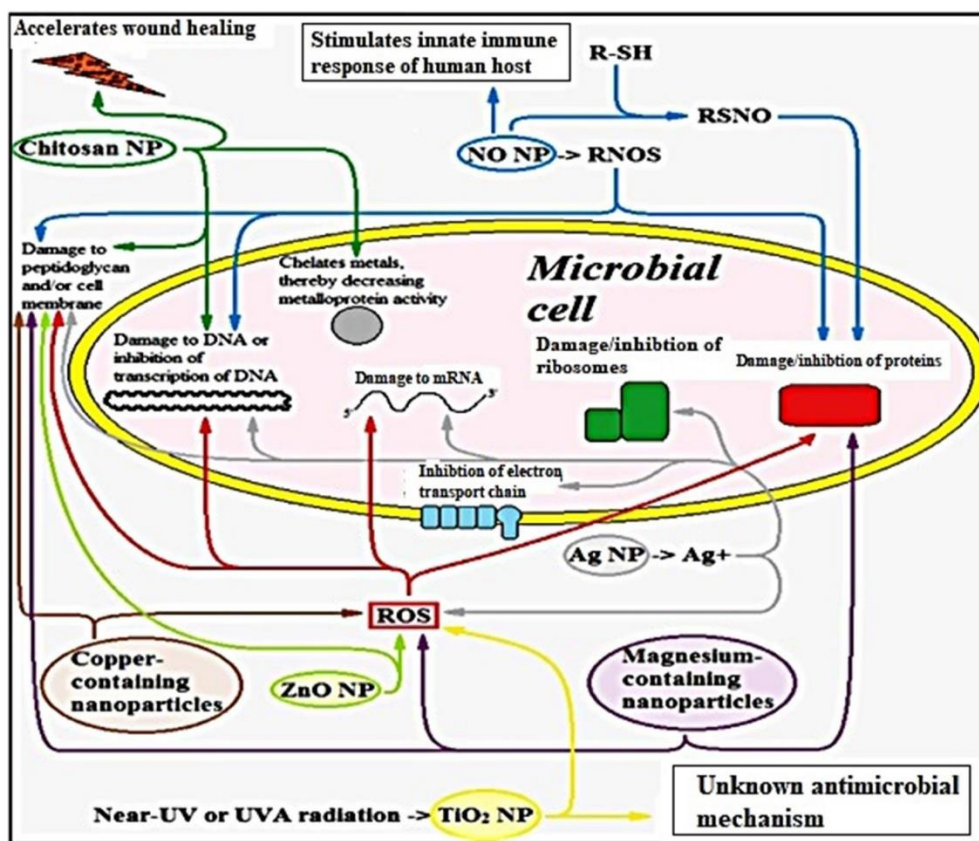 Accelerates wound healing
Stimulates innate immune
response of human host
R-SH
RSNO
Chitosan NP
NO NP -> RNOS
Damage to
peptidoglycan
and/or cell
membrane
Chelates metals,
thereby decreasing
metalloprotein activity
Microbial
cell
Damage to DNA or
inhibition of
transcription of DNA
Damage to mRNA
5'
3'
Damage/inhibtion of
ribosomes
Damage/inhibtion of proteins
Inhibtion of electron
transport chain
Ag NP -> Ag+
ROS
Copper-
containing
nanoparticles
ZnO NP
Magnesium-
containing
nanoparticles
Near-UV or UVA radiation -> TiO₂ NP
Unknown antimicrobial
mechanism